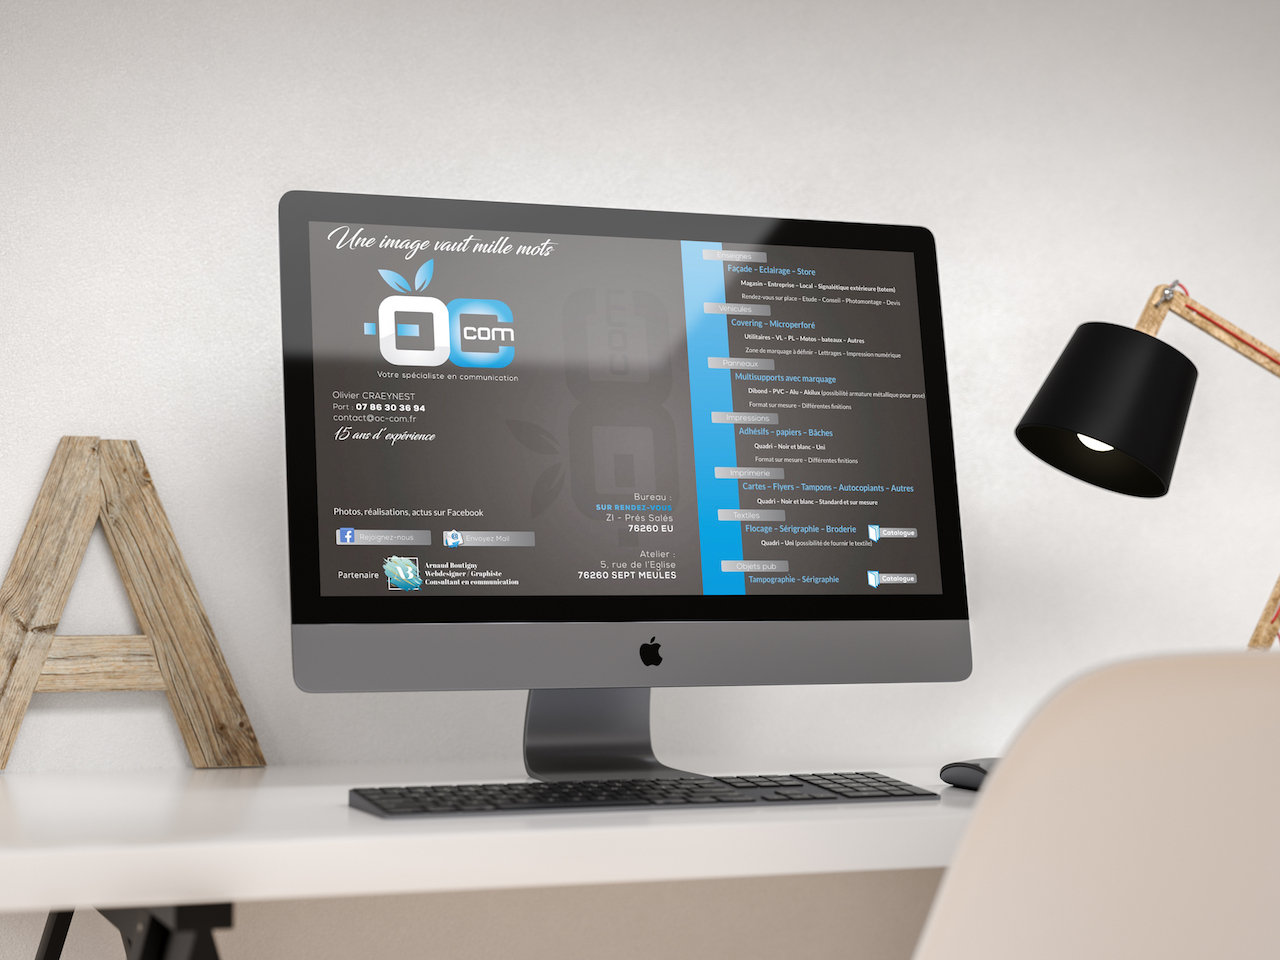 Une image vaut mille mots
OC
com
Votre spécialiste en communication
Olivier CRAEYNEST
Port : 07 86 30 36 94
contact@oc-com.fr
15 ans d'expérience
Photos, réalisations, actus sur Facebook
Rejoignez-nous
Envoyez Mail
Partenaire
AB
Arnaud Boutigny
Webdesigner / Graphiste
Consultant en communication
Bureau :
SUR RENDEZ-VOUS
ZI - Prés Salés
76260 EU
Atelier :
5, rue de l'Eglise
76260 SEPT MEULES
Enseignes
Façade – Eclairage – Store
Magasin – Entreprise – Local – Signalétique extérieure (totem)
Rendez-vous sur place – Etude – Conseil – Photomontage – Devis
Véhicules
Covering – Microperforé
Utilitaires – VL – PL – Motos – bateaux – Autres
Zone de marquage à définir – Lettrages – Impression numérique
Panneaux
Multisupports avec marquage
Dibond – PVC – Alu – Akilux (possibilité armature métallique pour pose)
Format sur mesure – Différentes finitions
Impressions
Adhésifs – papiers – Bâches
Quadri – Noir et blanc – Uni
Format sur mesure – Différentes finitions
Imprimerie
Cartes – Flyers – Tampons – Autocopiants – Autres
Quadri – Noir et blanc – Standard et sur mesure
Textiles
Flocage – Sérigraphie – Broderie
Quadri – Uni (possibilité de fournir le textile)
Catalogue
Objets pub
Tampographie – Sérigraphie
Catalogue